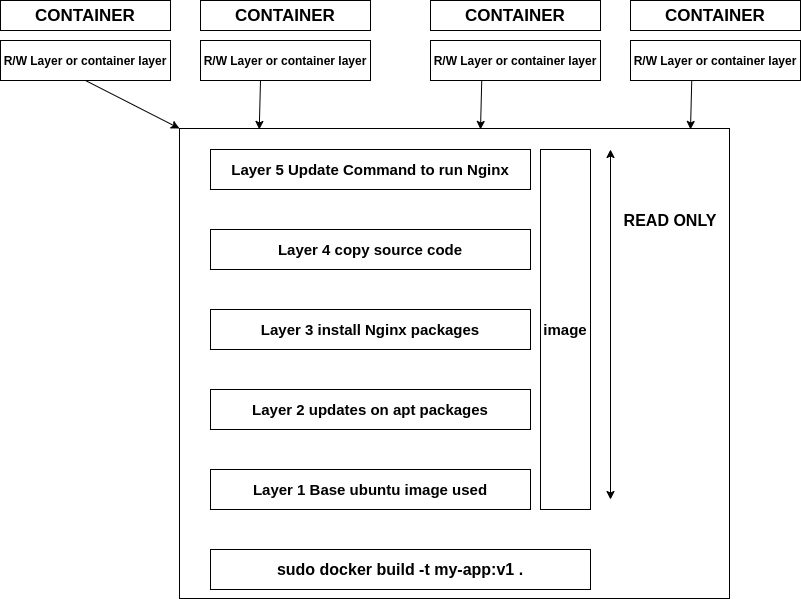 CONTAINER
CONTAINER
CONTAINER
CONTAINER
R/W Layer or container layer
R/W Layer or container layer
R/W Layer or container layer
R/W Layer or container layer
Layer 5 Update Command to run Nginx
READ ONLY
Layer 4 copy source code
Layer 3 install Nginx packages
image
Layer 2 updates on apt packages
Layer 1 Base ubuntu image used
sudo docker build -t my-app:v1 .